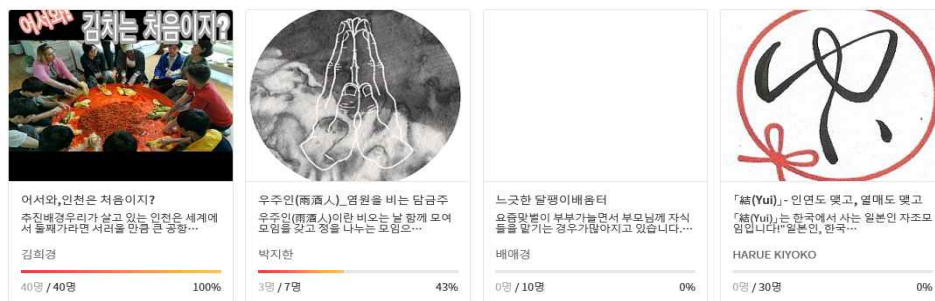 어서와! 김치는 처음이지?
어서와,인천은 처음이지?
추진배경우리가 살고 있는 인천은 세계에
서 둘째가라면 서러울 만큼 큰 공항…
김희경
40명 / 40명 100%
우주인(雨酒人)_염원을 비는 담금주
우주인(雨酒人)이란 비오는 날 함께 모여
모임을 갖고 정을 나누는 모임으…
박지한
3명 / 7명 43%
느긋한 달팽이배움터
요즘맞벌이 부부가늘면서 부모님께 자식
들을 맡기는 경우가많아지고 있습니다.…
배애경
0명 / 10명 0%
「結(Yui)」- 인연도 맺고, 열매도 맺고
「結(Yui)」는 한국에서 사는 일본인 자조모
임입니다!"일본인, 한국…
HARUE KIYOKO
0명 / 30명 0%